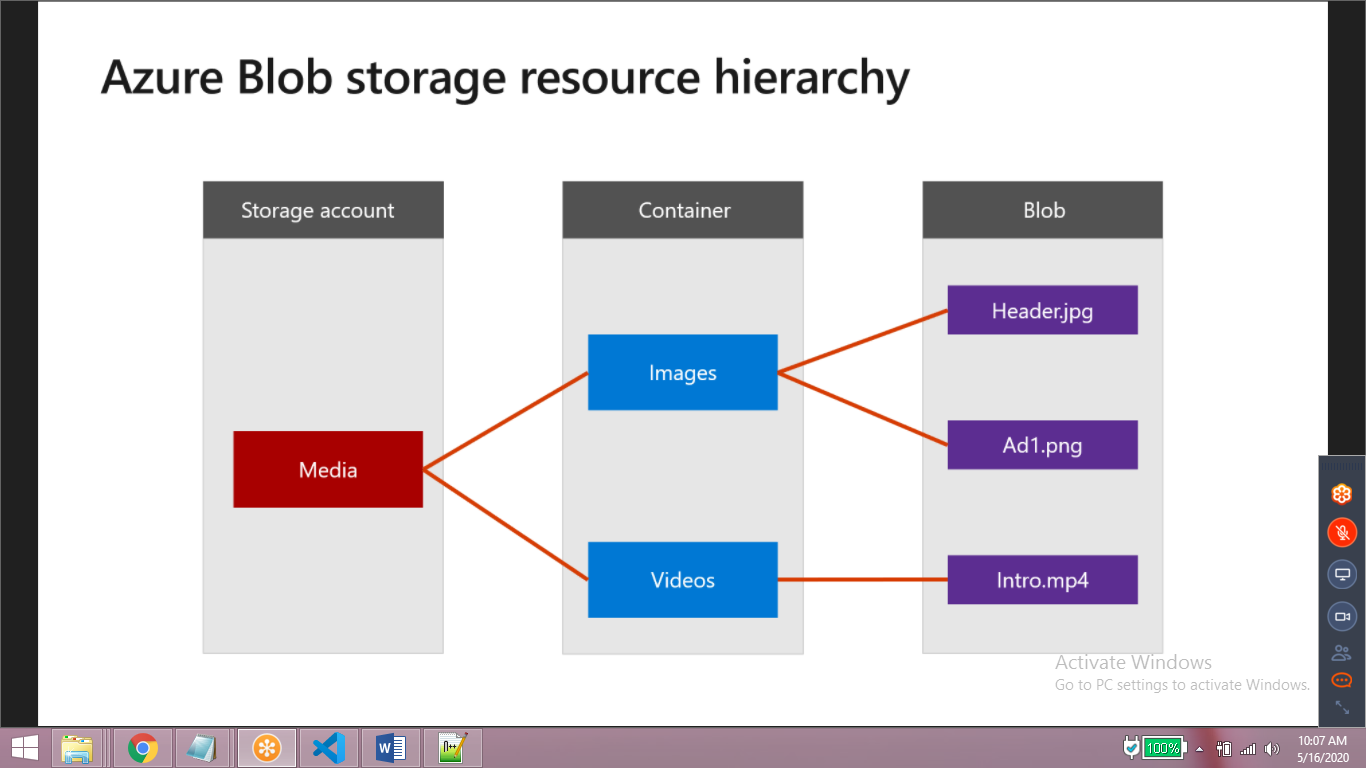 Azure Blob storage resource hierarchy
Storage account
Container
Blob
Header.jpg
Images
Ad1.png
Media
Videos
Intro.mp4
Activate Windows
Go to PC settings to activate Windows.
W
n++
100%
10:07 AM
5/16/2020